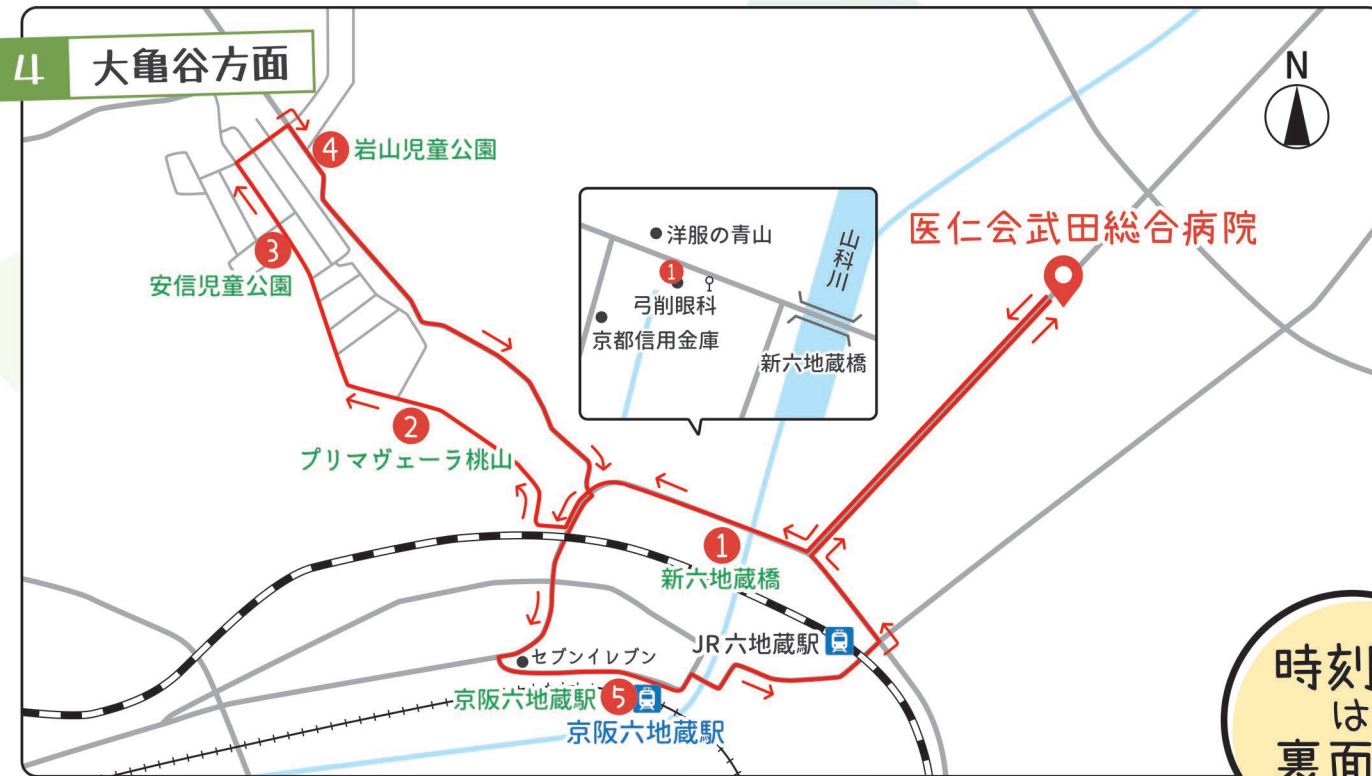 4 大亀谷方面
N
4 岩山児童公園
医仁会武田総合病院
洋服の青山
山科川
1
弓削眼科
京都信用金庫
新六地蔵橋
3
安信児童公園
2
プリマヴェーラ桃山
1
新六地蔵橋
JR六地蔵駅
セブンイレブン
京阪六地蔵駅 5
京阪六地蔵駅
時刻
は
裏面